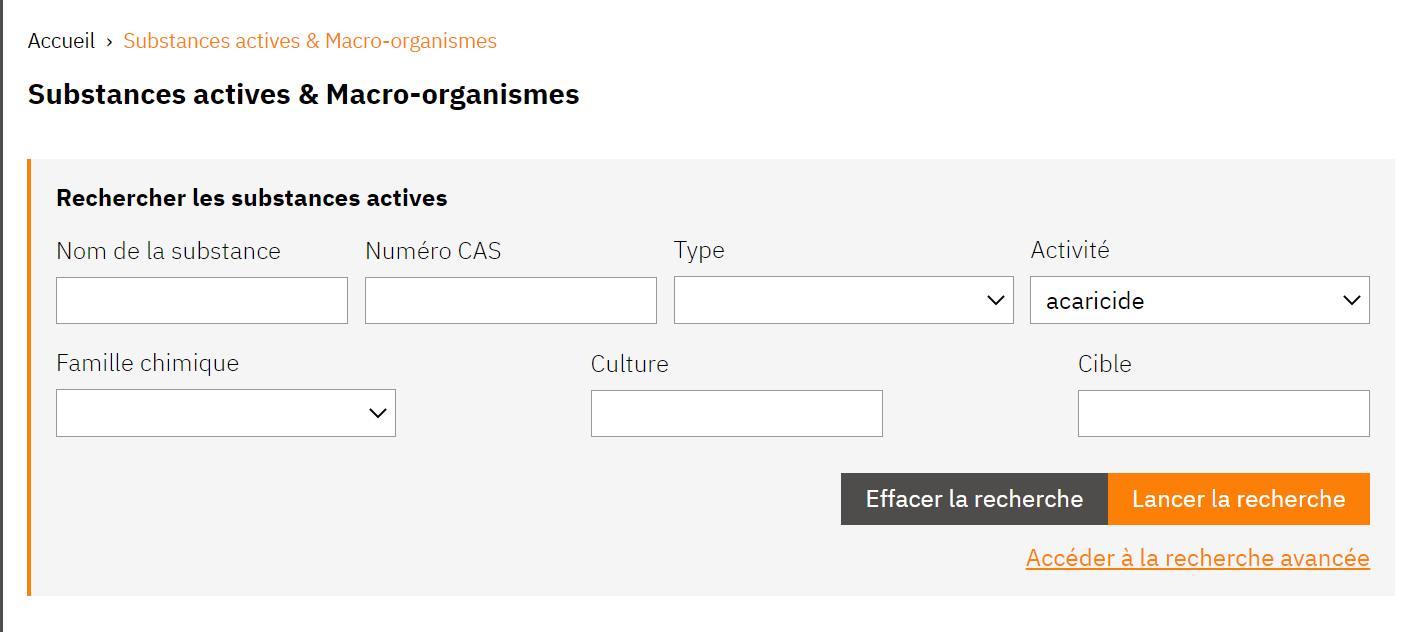 Accueil › Substances actives & Macro-organismes
Substances actives & Macro-organismes
Rechercher les substances actives
Nom de la substance
Numéro CAS
Type
Activité
acaricide
Famille chimique
Culture
Cible
Effacer la recherche
Lancer la recherche
Accéder à la recherche avancée